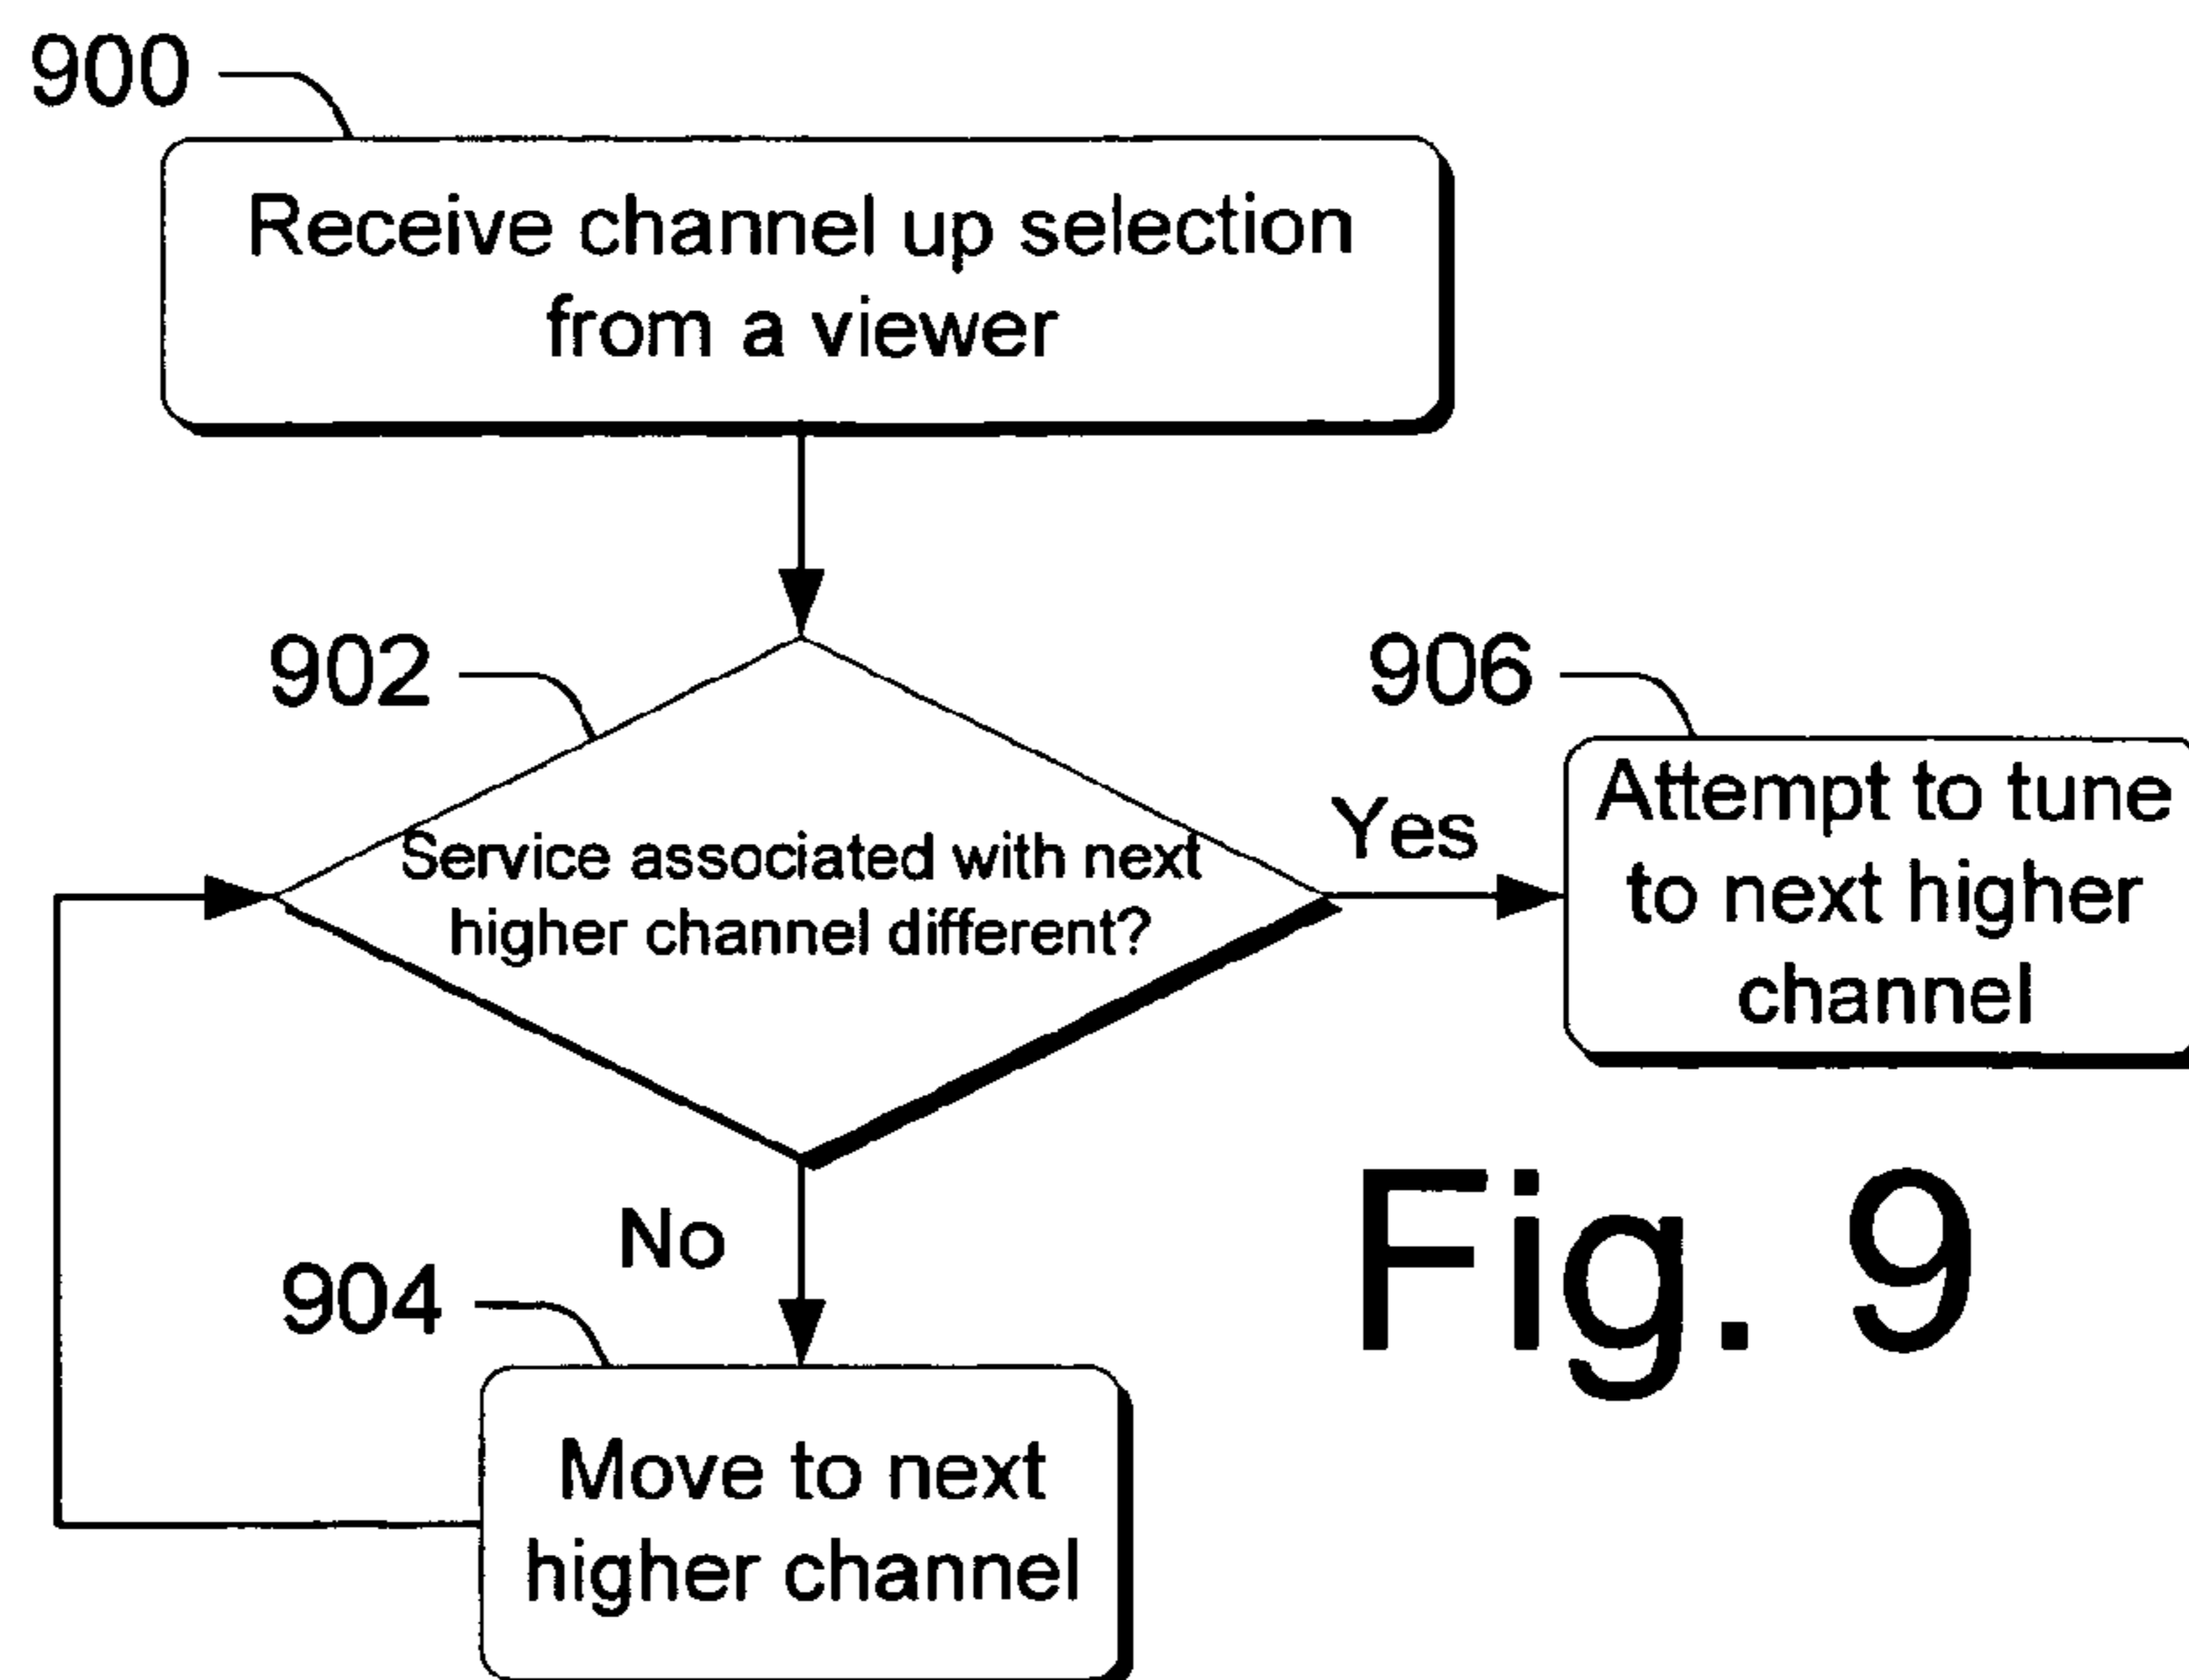 900
Receive channel up selection
from a viewer
902
Service associated with next
higher channel different?
Yes
906
Attempt to tune
to next higher
channel
No
904
Move to next
higher channel
Fig. 9